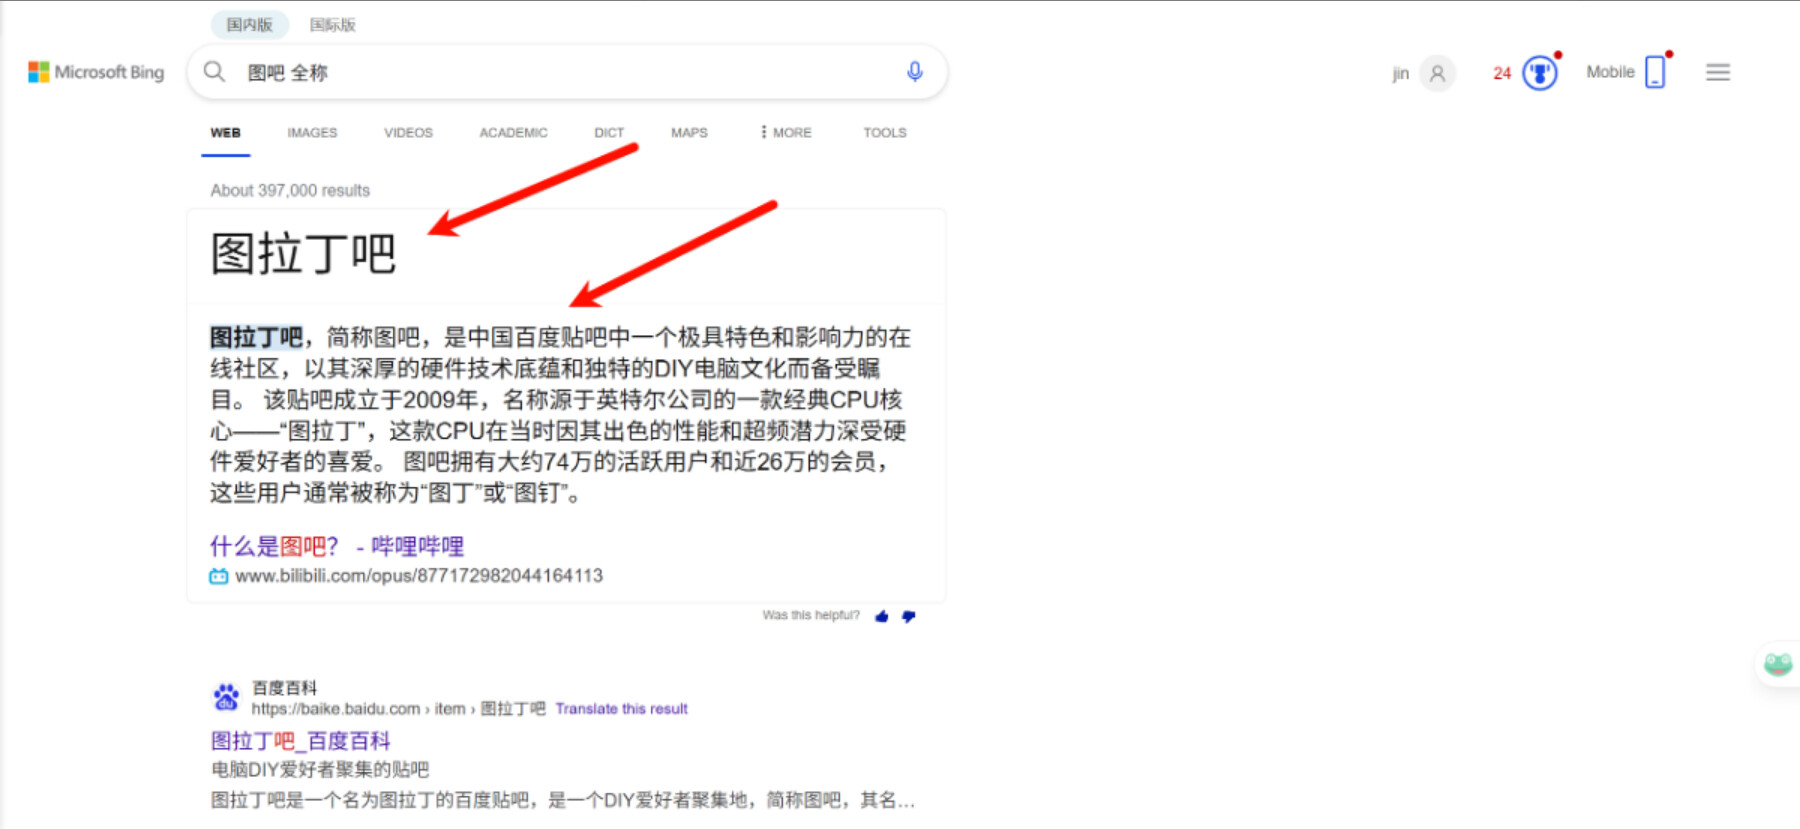 国内版 国际版
Microsoft Bing
图吧 全称
jin
24
Mobile
WEB IMAGES VIDEOS ACADEMIC DICT MAPS MORE TOOLS
About 397,000 results
图拉丁吧
图拉丁吧，简称图吧，是中国百度贴吧中一个极具特色和影响力的在
线社区，以其深厚的硬件技术底蕴和独特的DIY电脑文化而备受瞩
目。 该贴吧成立于2009年，名称源于英特尔公司的一款经典CPU核
心——“图拉丁”，这款CPU在当时因其出色的性能和超频潜力深受硬
件爱好者的喜爱。 图吧拥有大约74万的活跃用户和近26万的会员，
这些用户通常被称为“图丁”或“图钉”。
什么是图吧？ - 哔哩哔哩
www.bilibili.com/opus/877172982044164113
Was this helpful?
百度百科
https://baike.baidu.com › item › 图拉丁吧 Translate this result
图拉丁吧_百度百科
电脑DIY爱好者聚集的贴吧
图拉丁吧是一个名为图拉丁的百度贴吧，是一个DIY爱好者聚集地，简称图吧，其名...